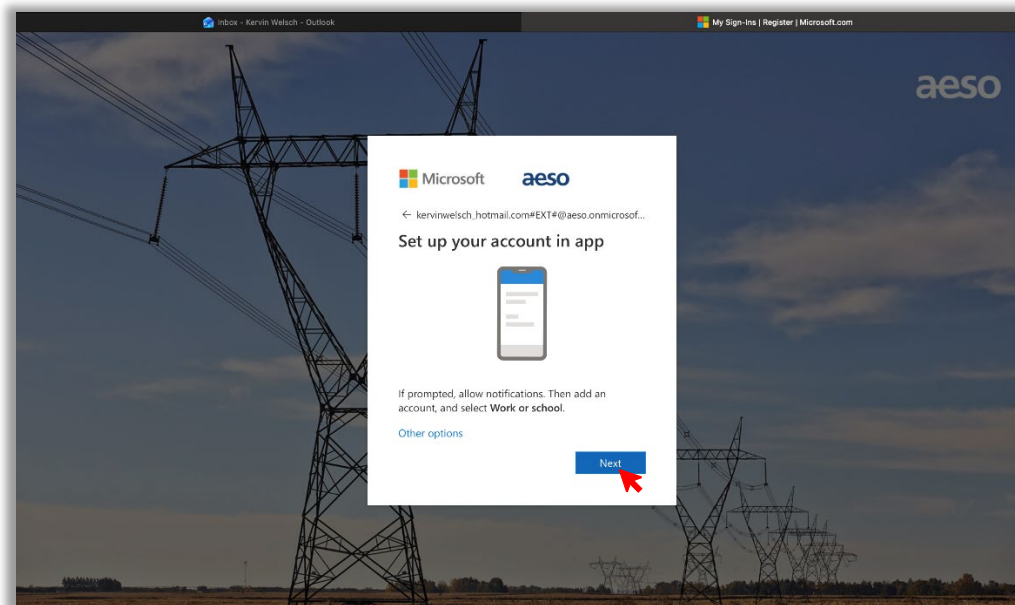 Inbox - Kervin Welsch - Outlook
My Sign-Ins | Register | Microsoft.com
aeso
Microsoft aeso
← kervinwelsch_hotmail.com#EXT#@aeso.onmicrosof...
Set up your account in app
If prompted, allow notifications. Then add an
account, and select Work or school.
Other options
Next